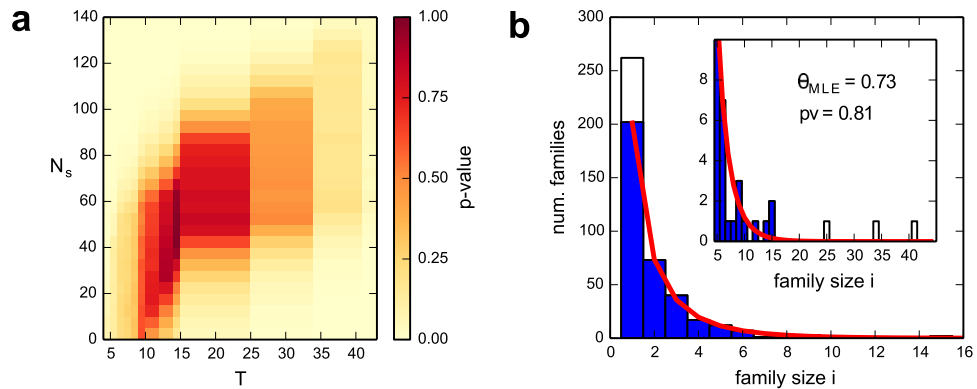 a
140
120
100
80
60
40
20
0
N_s
5 10 15 20 25 30 35 40
T
1.00
0.75
0.50
0.25
0.00
p-value
b
300
250
200
150
100
50
0
num. families
0 2 4 6 8 10 12 14 16
family size i
8
6
4
2
0
θ_MLE = 0.73
pv = 0.81
5 10 15 20 25 30 35 40
family size i